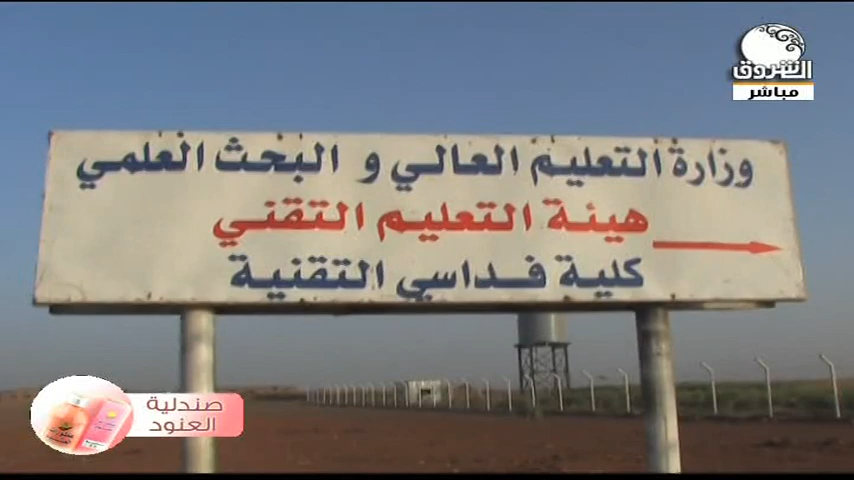 الشروق
مباشر
وزارة التعليم العالي و البحث العلمي
هيئة التعليم التقني
كلية فداسي التقنية
صندلية
العنود